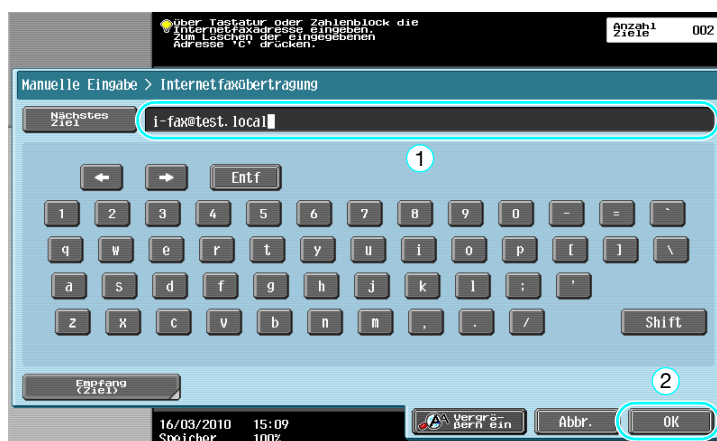 Über Tastatur oder Zahlenblock die
Internetfaxadresse eingeben.
Zum Löschen der eingegebenen
Adresse 'C' drücken.
Anzahl
Ziele 002
Manuelle Eingabe > Internetfaxübertragung
Nächstes
Ziel
i-fax@test.local
1
← → Entf
1 2 3 4 5 6 7 8 9 0 - = `
q w e r t y u i o p [ ] \
a s d f g h j k l ; '
z x c v b n m , . / Shift
Empfang
(Ziel)
2
Vergrö-
ßern ein
Abbr.
OK
16/03/2010 15:09
Speicher 100%